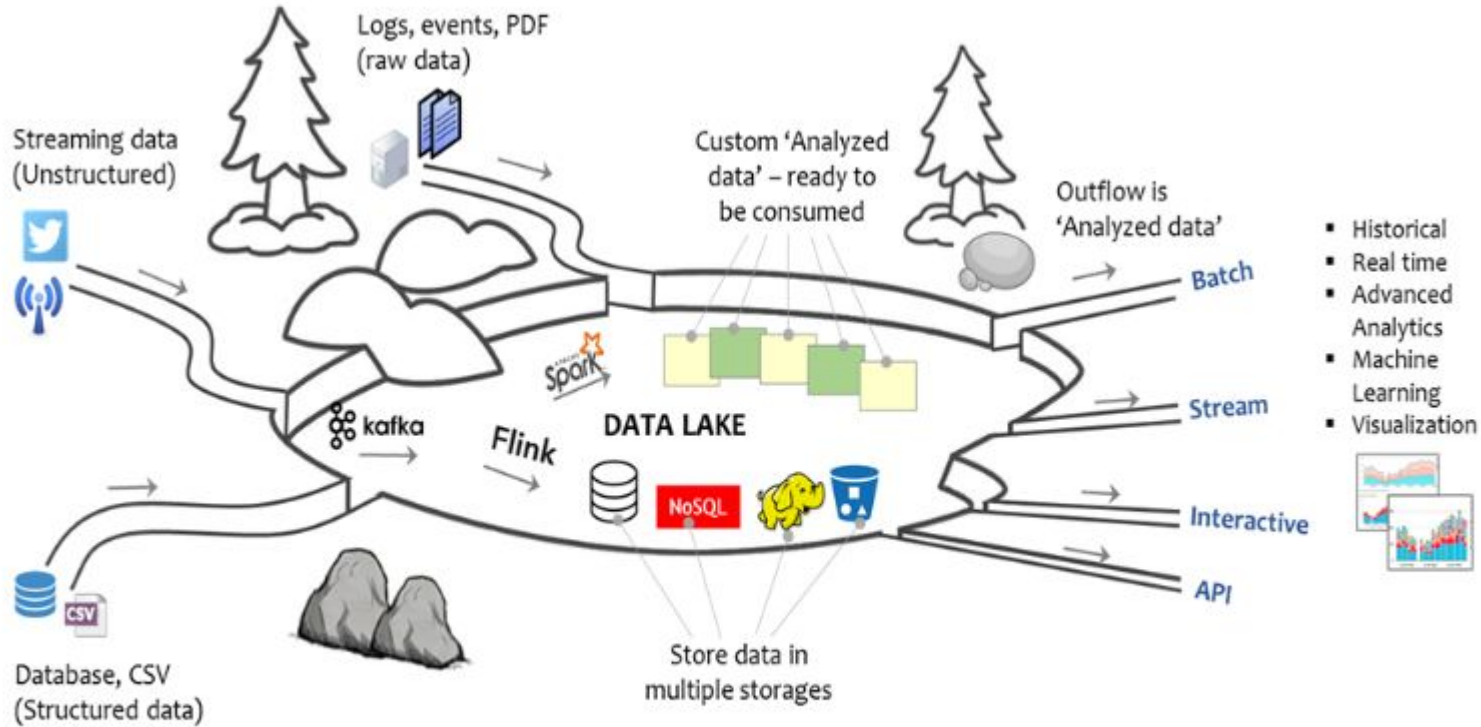 Logs, events, PDF
(raw data)
Streaming data
(Unstructured)
Custom ‘Analyzed
data’ – ready to
be consumed
Outflow is
‘Analyzed data’
▪ Historical
▪ Real time
▪ Advanced
Analytics
▪ Machine
Learning
▪ Visualization
Batch
Stream
Interactive
API
APACHE
Spark
kafka
Flink
DATA LAKE
NoSQL
CSV
Database, CSV
(Structured data)
Store data in
multiple storages